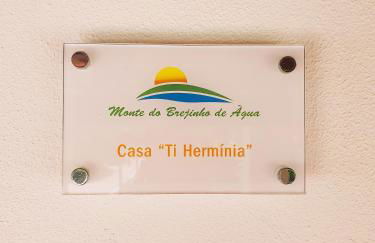 Monte do Brejinho de Água
Casa “Ti Hermínia”